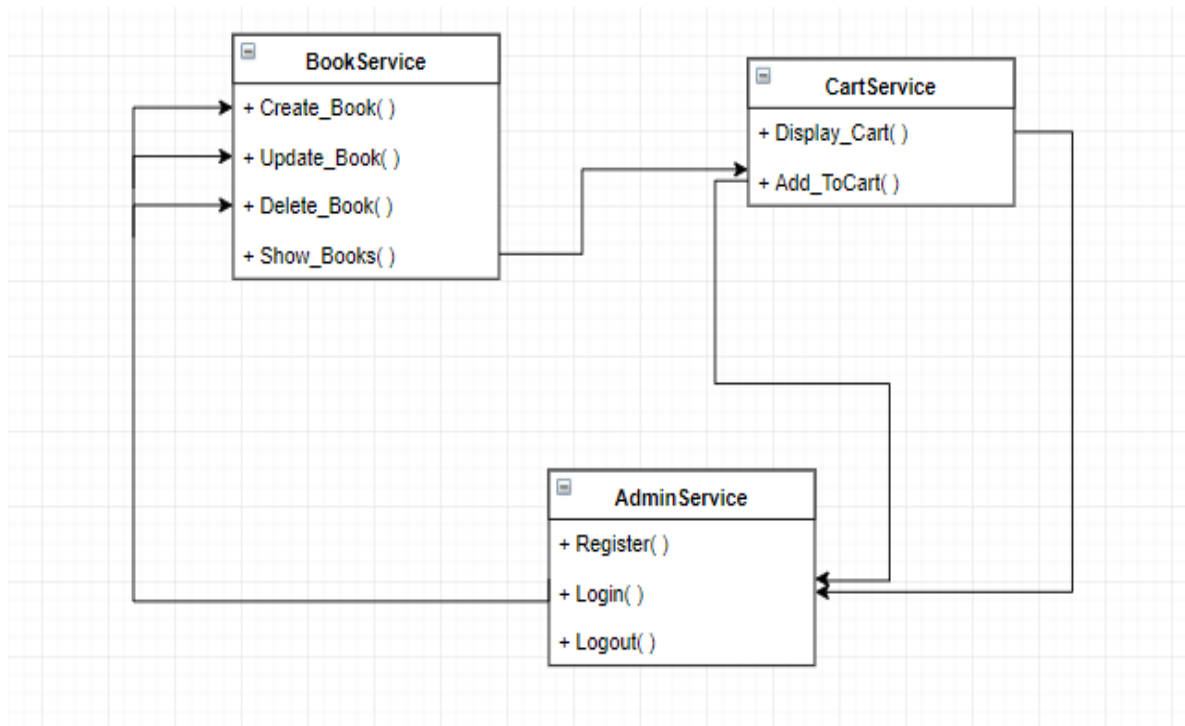 BookService
+ Create_Book( )
+ Update_Book( )
+ Delete_Book( )
+ Show_Books( )
CartService
+ Display_Cart( )
+ Add_ToCart( )
AdminService
+ Register( )
+ Login( )
+ Logout( )